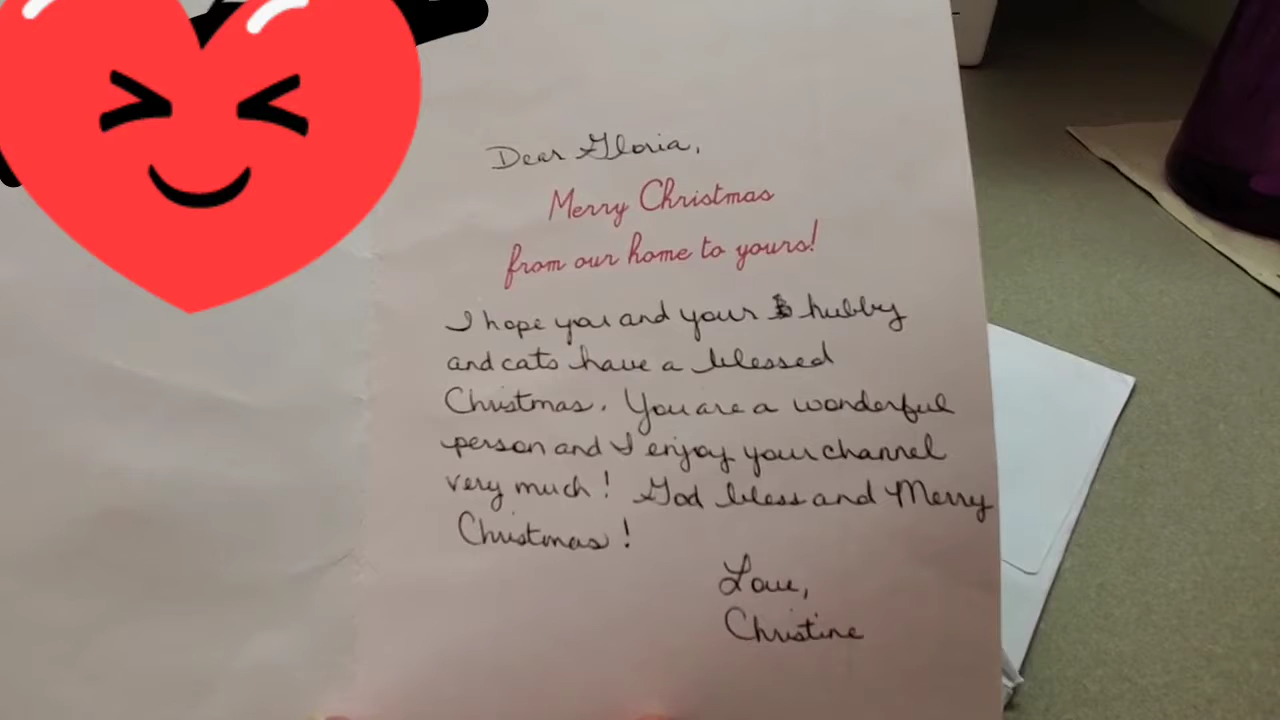 Dear Gloria,
Merry Christmas
from our home to yours!
I hope you and your hubby
and cats have a blessed
Christmas. You are a wonderful
person and I enjoy your channel
very much! God bless and Merry
Christmas!
Love,
Christine